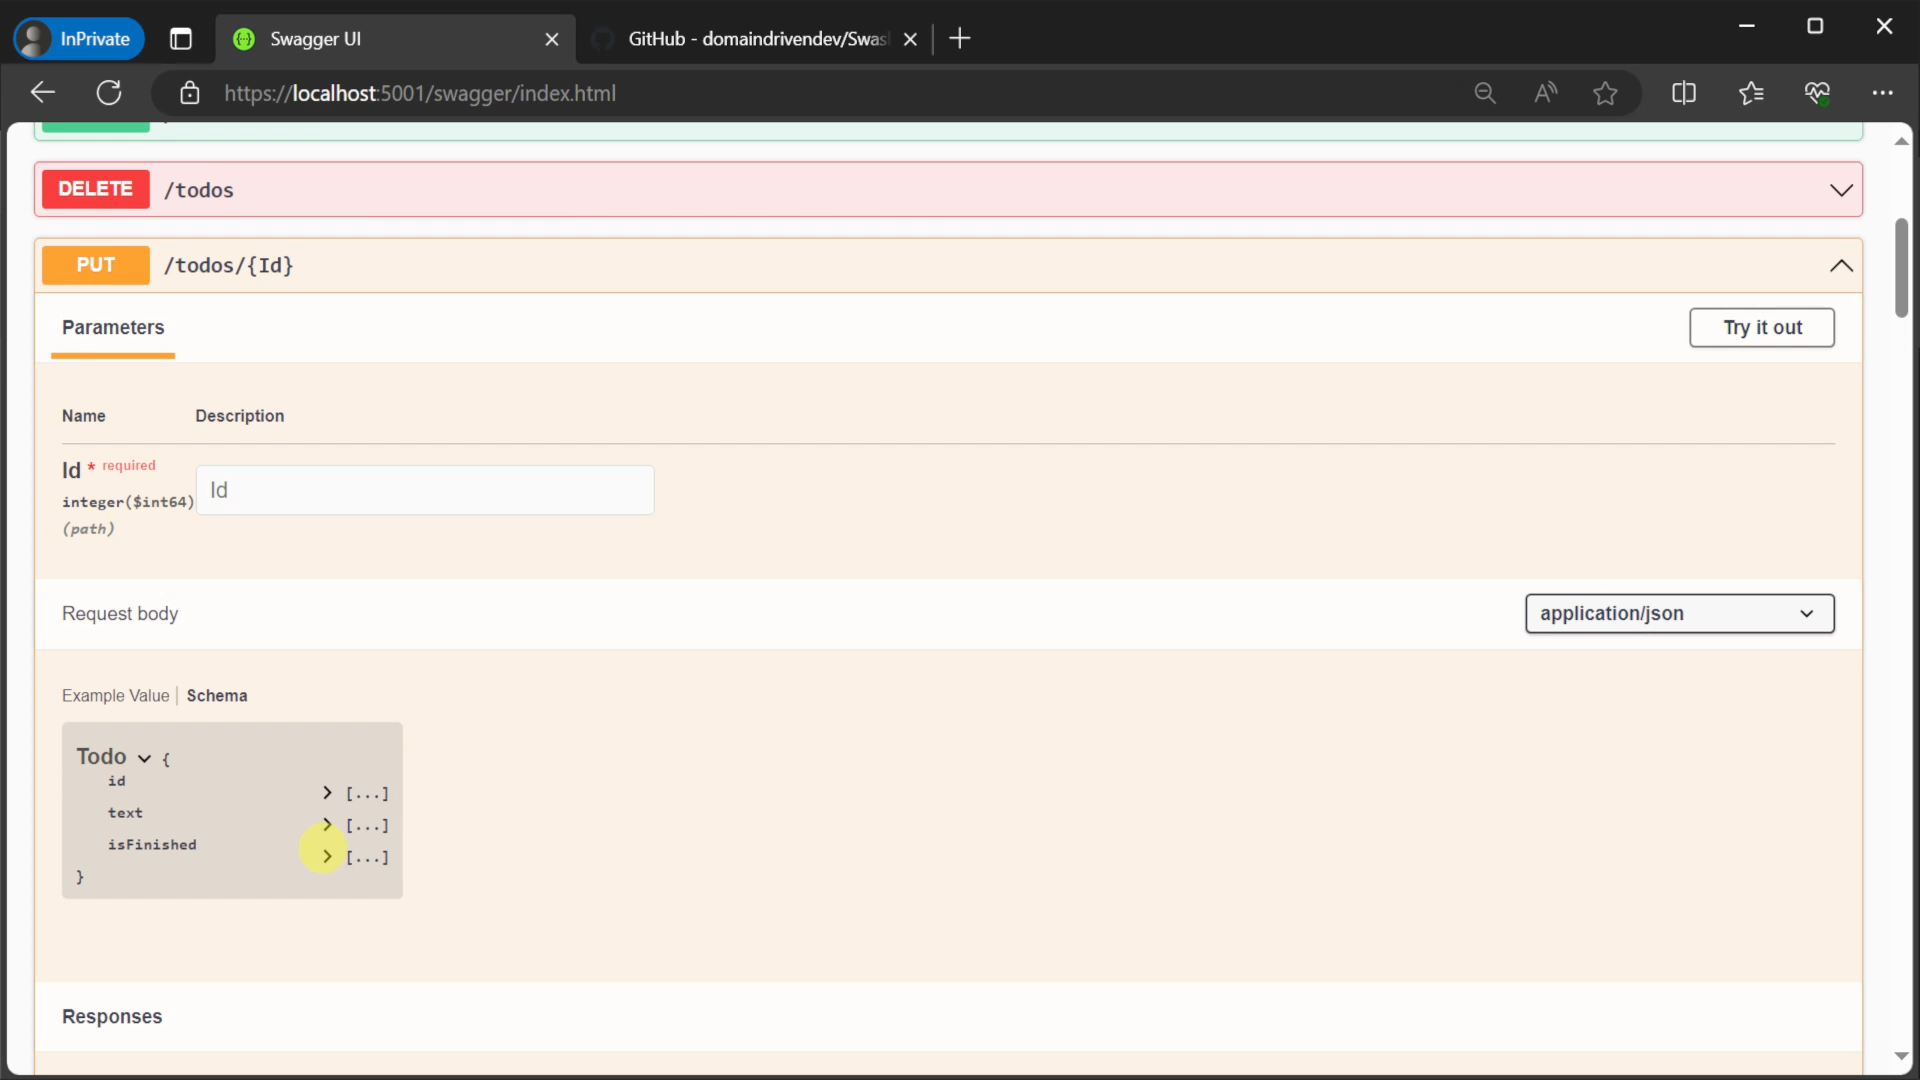 InPrivate
Swagger UI
GitHub - domaindrivendev/Swas
https://localhost:5001/swagger/index.html
DELETE /todos
PUT /todos/{Id}
Parameters
Try it out
Name Description
Id * required
integer($int64)
(path)
Id
Request body
application/json
Example Value | Schema
Todo {
id
[...]
text
[...]
isFinished
[...]
}
Responses